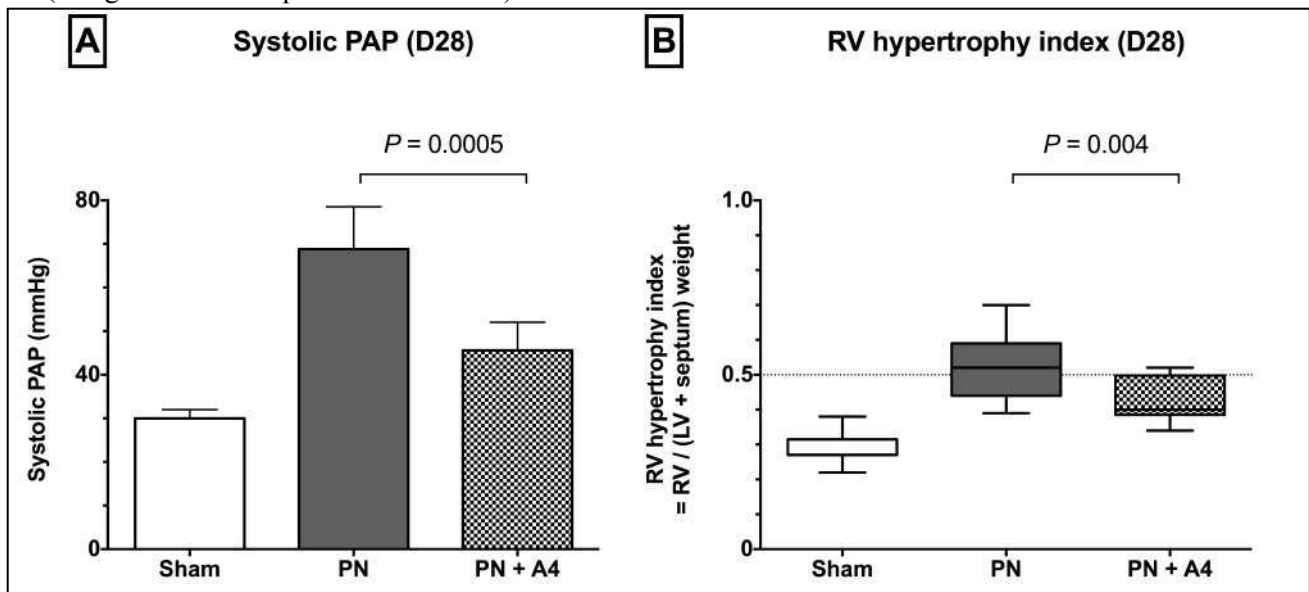 A Systolic PAP (D28)
P = 0.0005
Systolic PAP (mmHg)
80
40
0
Sham PN PN + A4
B RV hypertrophy index (D28)
P = 0.004
RV hypertrophy index
= RV / (LV + septum) weight
1.0
0.5
0
Sham PN PN + A4